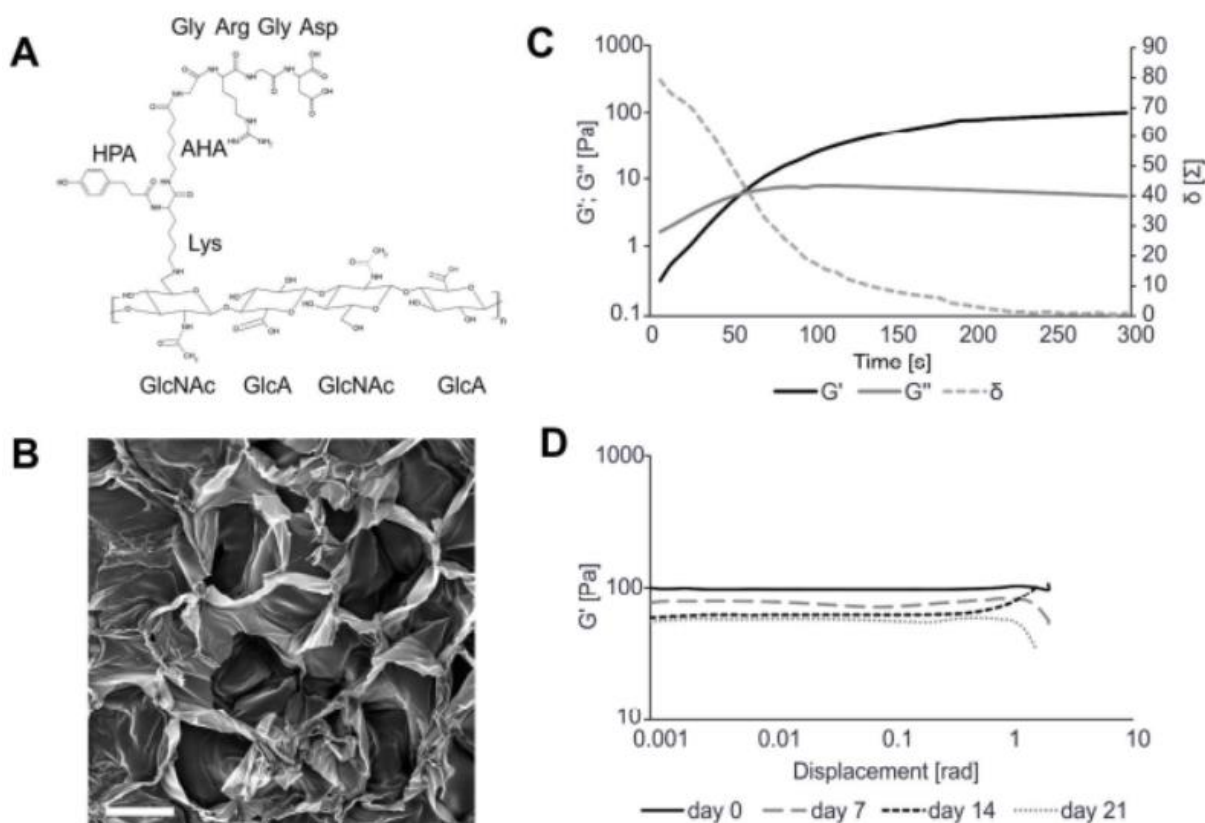 A
Gly Arg Gly Asp
HPA
AHA
Lys
GlcNAc GlcA GlcNAc GlcA
B
C
1000
100
10
1
0.1
G'; G" [Pa]
90
80
70
60
50
40
30
20
10
0
δ [Σ]
0 50 100 150 200 250 300
Time [s]
G' G" δ
D
1000
100
10
G' [Pa]
0.001 0.01 0.1 1 10
Displacement [rad]
day 0 day 7 day 14 day 21